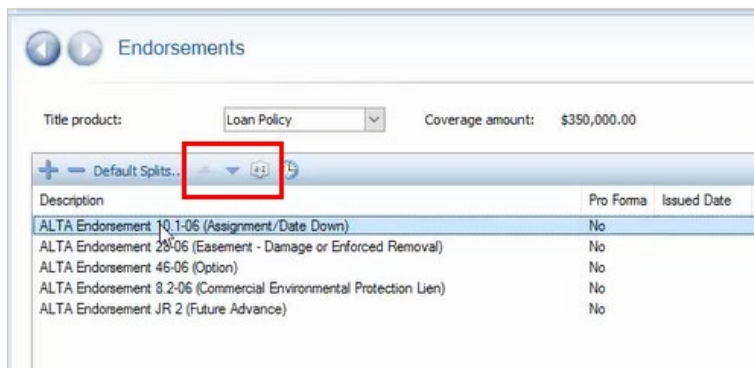 Endorsements
Title product: Loan Policy Coverage amount: $350,000.00
Default Splits...
Description Pro Forma Issued Date
ALTA Endorsement 10.1-06 (Assignment/Date Down) No
ALTA Endorsement 28-06 (Easement - Damage or Enforced Removal) No
ALTA Endorsement 46-06 (Option) No
ALTA Endorsement 8.2-06 (Commercial Environmental Protection Lien) No
ALTA Endorsement JR 2 (Future Advance) No